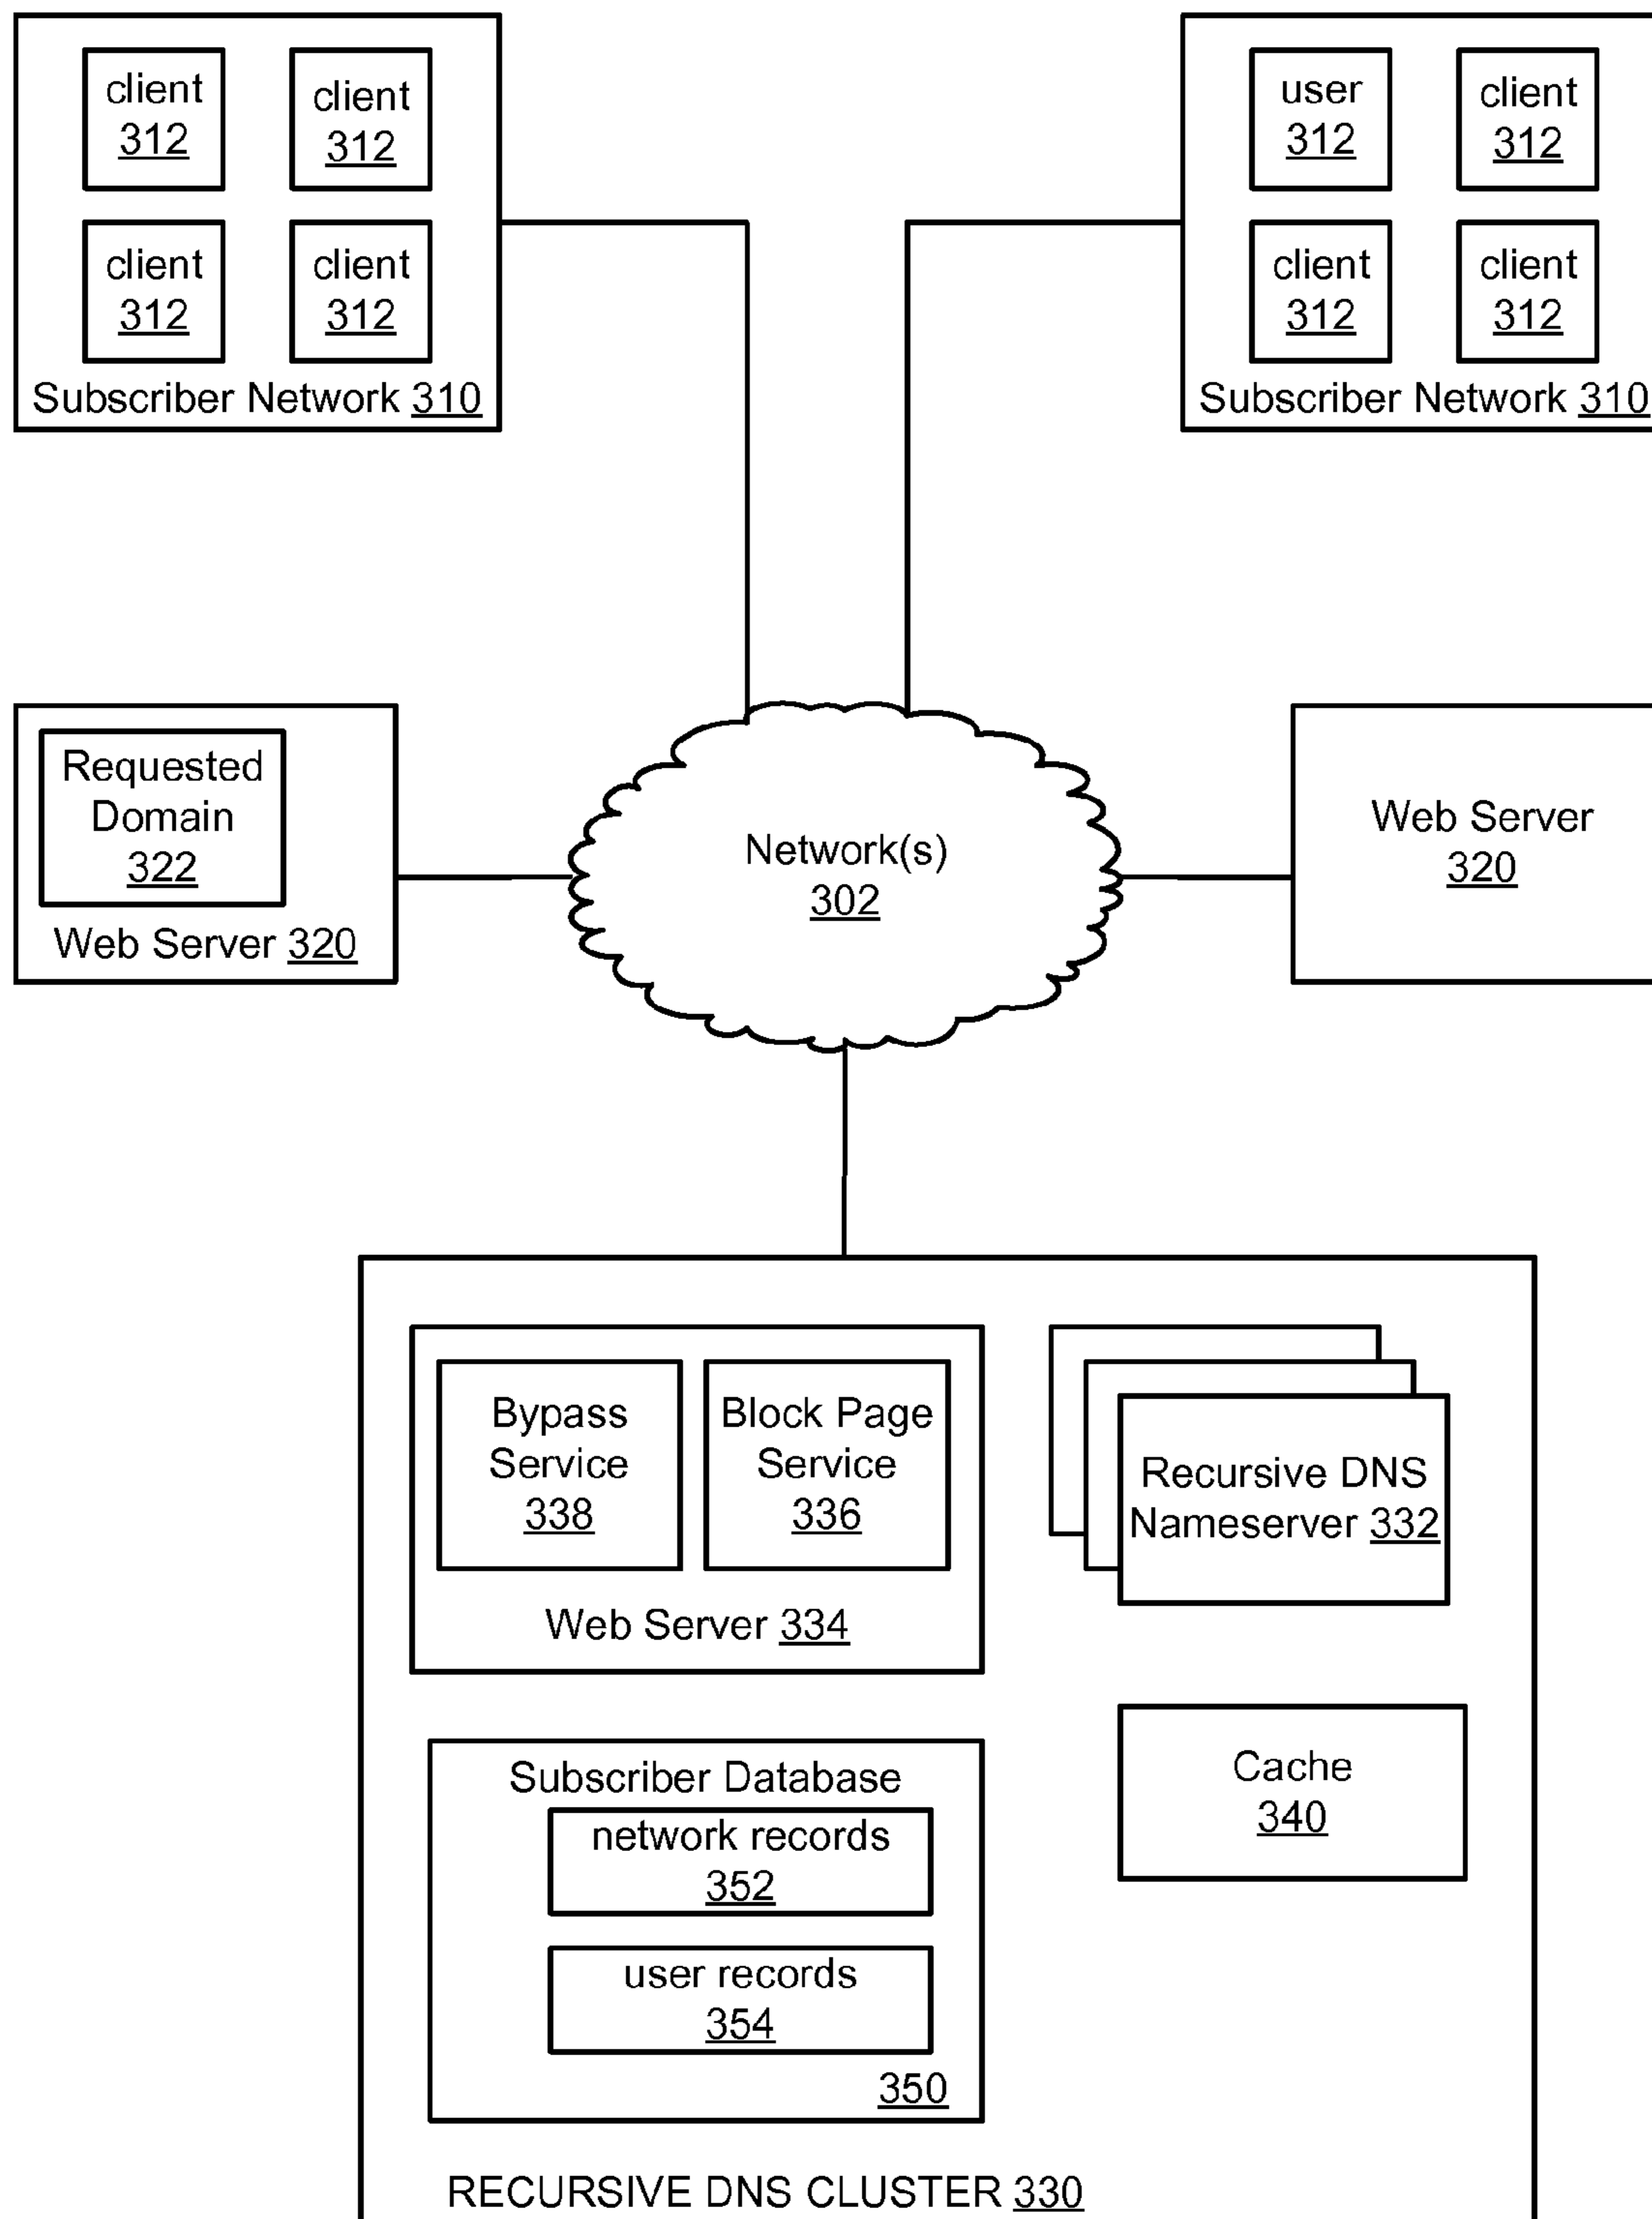 client
312
client
312
client
312
client
312
Subscriber Network 310
user
312
client
312
client
312
client
312
Subscriber Network 310
Requested
Domain
322
Web Server 320
Network(s)
302
Web Server
320
Bypass
Service
338
Block Page
Service
336
Web Server 334
Recursive DNS
Nameserver 332
Subscriber Database
network records
352
user records
354
350
Cache
340
RECURSIVE DNS CLUSTER 330